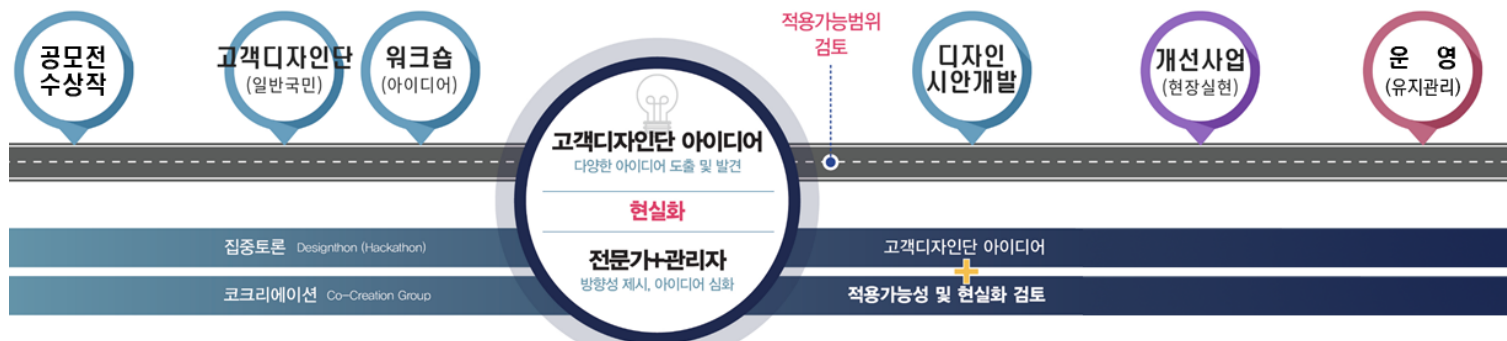 공모전
수상작
고객디자인단
(일반국민)
워크숍
(아이디어)
고객디자인단 아이디어
다양한 아이디어 도출 및 발견
현실화
전문가+관리자
방향성 제시, 아이디어 심화
적용가능범위
검토
디자인
시안개발
개선사업
(현장실현)
운 영
(유지관리)
집중토론 Designthon (Hackathon)
코크리에이션 Co-Creation Group
고객디자인단 아이디어
+
적용가능성 및 현실화 검토